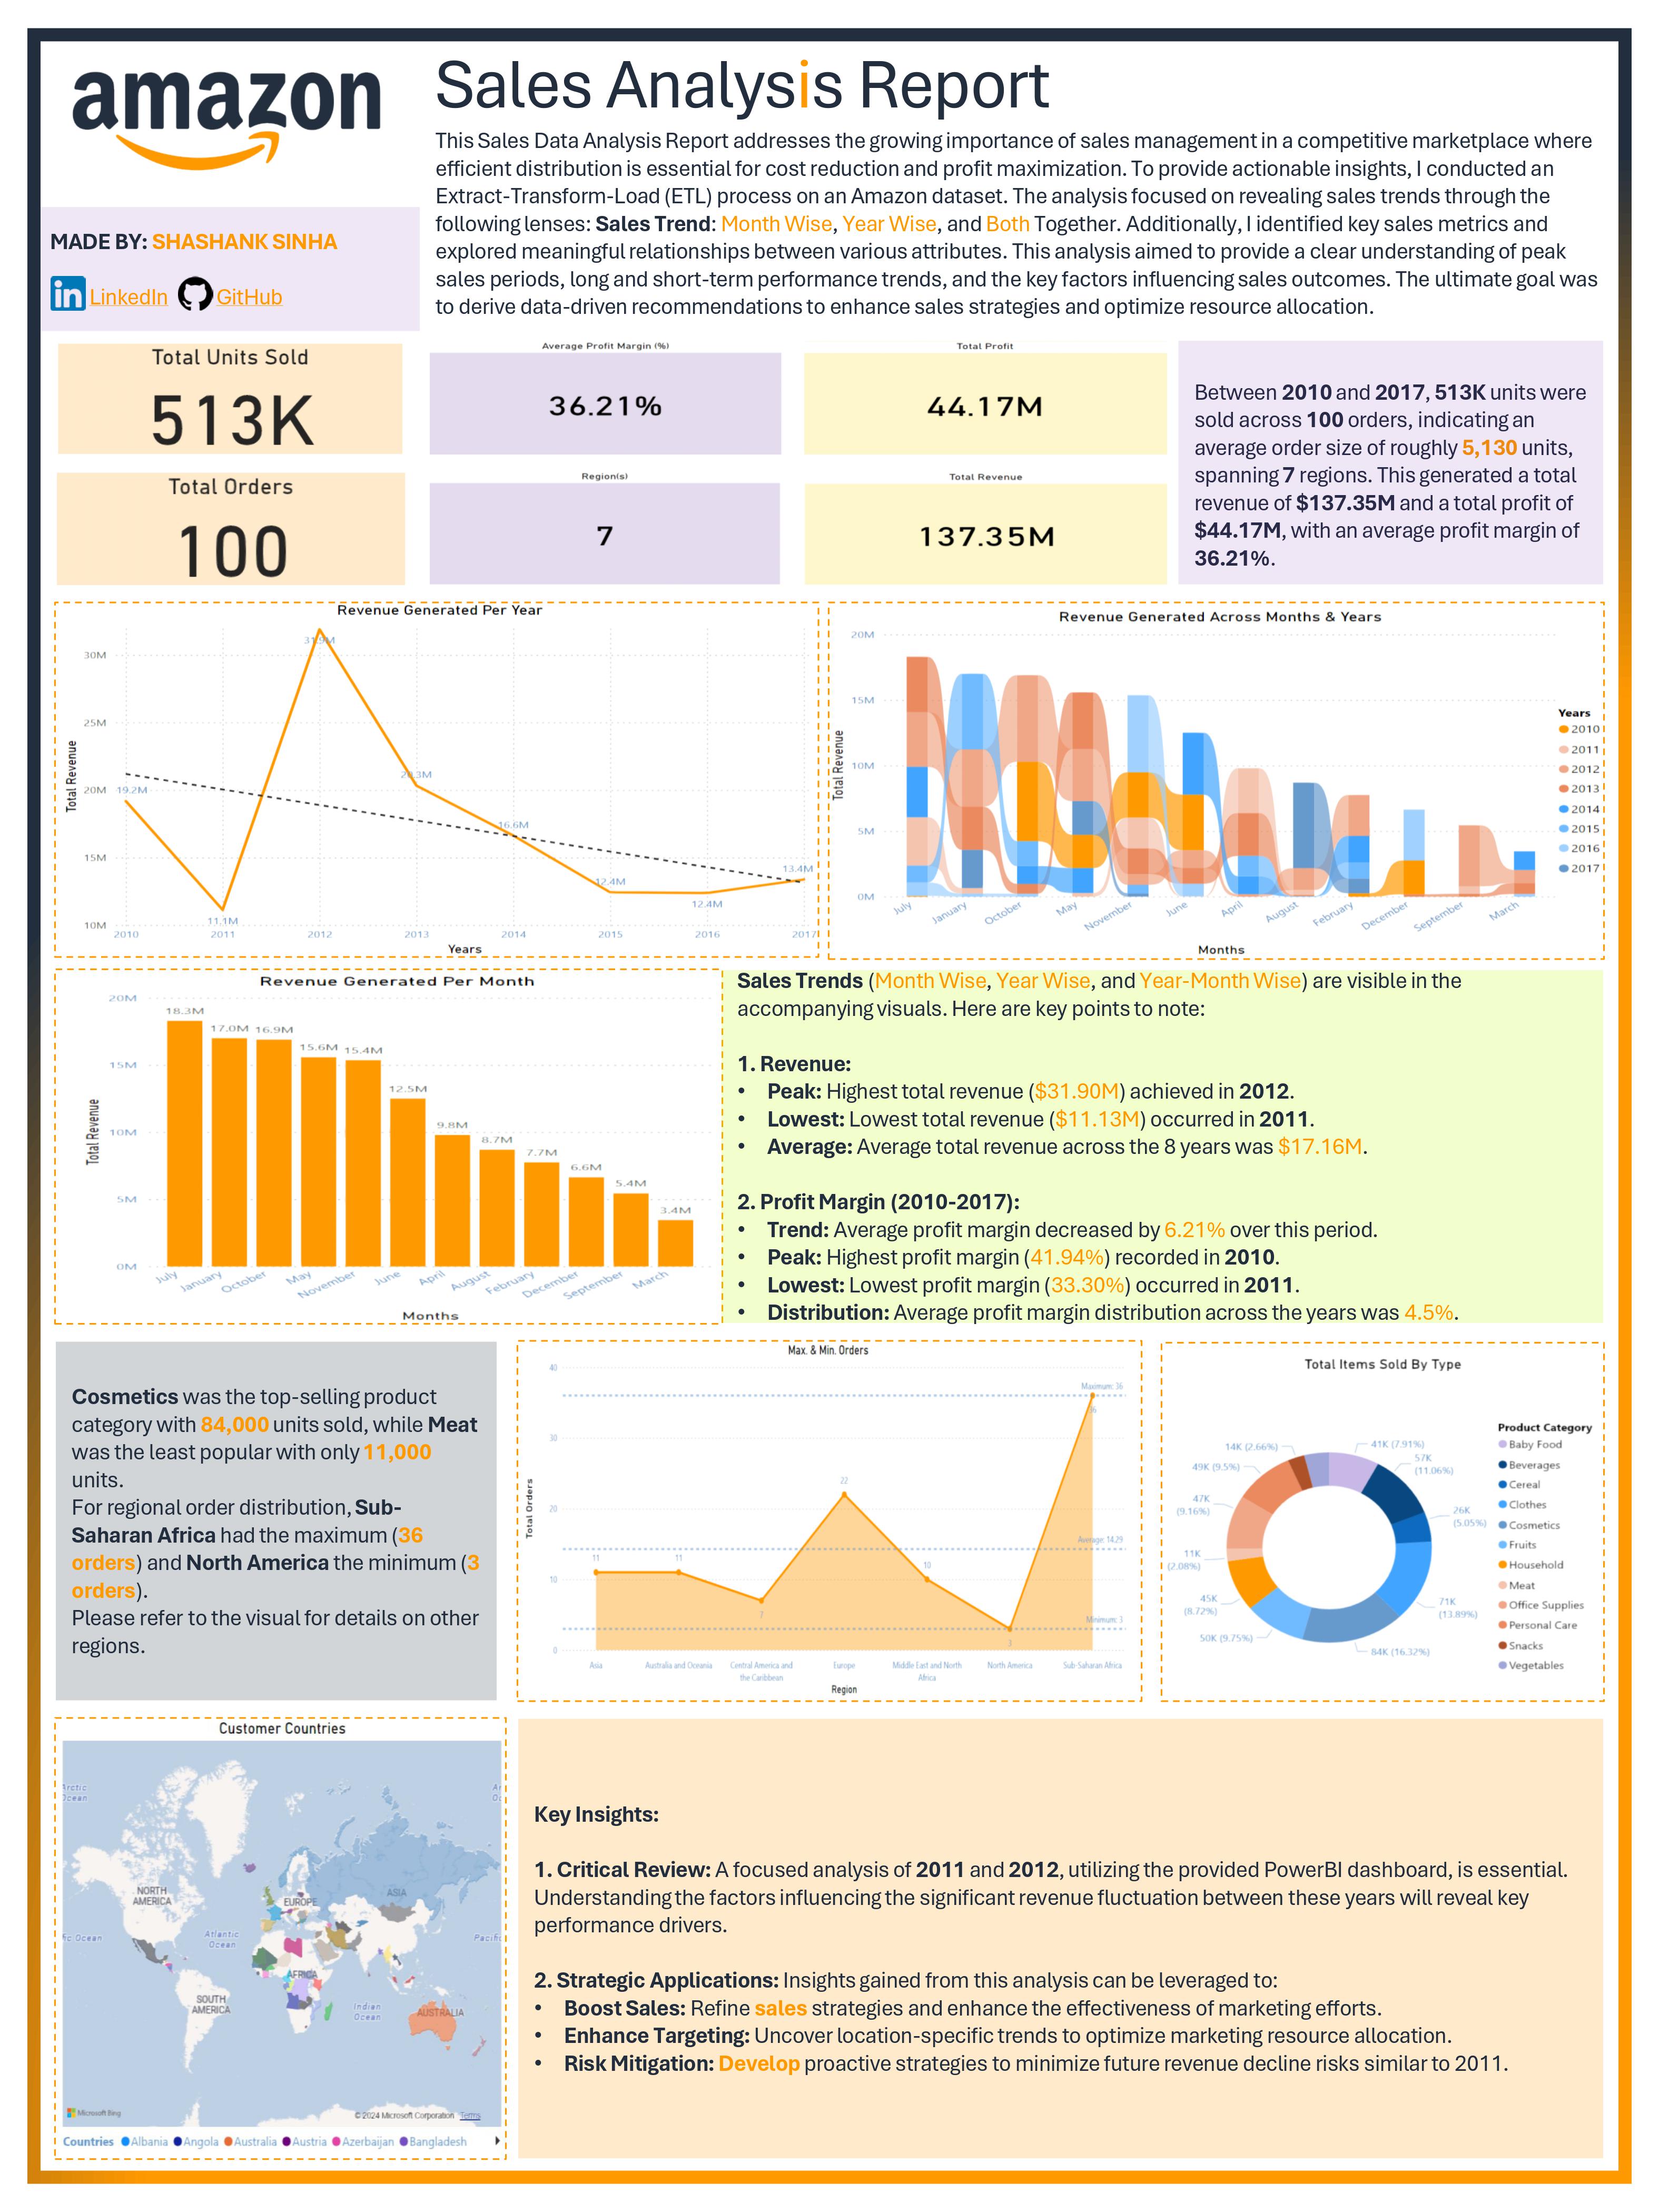 amazon
Sales Analysis Report
This Sales Data Analysis Report addresses the growing importance of sales management in a competitive marketplace where
efficient distribution is essential for cost reduction and profit maximization. To provide actionable insights, I conducted an
Extract-Transform-Load (ETL) process on an Amazon dataset. The analysis focused on revealing sales trends through the
following lenses: Sales Trend: Month Wise, Year Wise, and Both Together. Additionally, I identified key sales metrics and
explored meaningful relationships between various attributes. This analysis aimed to provide a clear understanding of peak
sales periods, long and short-term performance trends, and the key factors influencing sales outcomes. The ultimate goal was
to derive data-driven recommendations to enhance sales strategies and optimize resource allocation.
MADE BY: SHASHANK SINHA
in LinkedIn GitHub
Total Units Sold
513K
Average Profit Margin (%)
36.21%
Total Profit
44.17M
Total Orders
100
Region(s)
7
Total Revenue
137.35M
Between 2010 and 2017, 513K units were
sold across 100 orders, indicating an
average order size of roughly 5,130 units,
spanning 7 regions. This generated a total
revenue of $137.35M and a total profit of
$44.17M, with an average profit margin of
36.21%.
Revenue Generated Per Year
Total Revenue
30M
25M
20M
15M
10M
19.2M
11.1M
31.9M
20.3M
16.6M
12.4M
12.4M
13.4M
2010 2011 2012 2013 2014 2015 2016 2017
Years
Revenue Generated Across Months & Years
Total Revenue
20M
15M
10M
5M
0M
July January October May November June April August February December September March
Months
Years
2010
2011
2012
2013
2014
2015
2016
2017
Revenue Generated Per Month
Total Revenue
20M
15M
10M
5M
0M
18.3M 17.0M 16.9M 15.6M 15.4M 12.5M 9.8M 8.7M 7.7M 6.6M 5.4M 3.4M
July January October May November June April August February December September March
Months
Sales Trends (Month Wise, Year Wise, and Year-Month Wise) are visible in the
accompanying visuals. Here are key points to note:
1. Revenue:
• Peak: Highest total revenue ($31.90M) achieved in 2012.
• Lowest: Lowest total revenue ($11.13M) occurred in 2011.
• Average: Average total revenue across the 8 years was $17.16M.
2. Profit Margin (2010-2017):
• Trend: Average profit margin decreased by 6.21% over this period.
• Peak: Highest profit margin (41.94%) recorded in 2010.
• Lowest: Lowest profit margin (33.30%) occurred in 2011.
• Distribution: Average profit margin distribution across the years was 4.5%.
Cosmetics was the top-selling product
category with 84,000 units sold, while Meat
was the least popular with only 11,000
units.
For regional order distribution, Sub-
Saharan Africa had the maximum (36
orders) and North America the minimum (3
orders).
Please refer to the visual for details on other
regions.
Max. & Min. Orders
Total Orders
40
30
20
10
0
Maximum: 36
Average: 14.29
Minimum: 3
11
11
7
22
10
3
Asia
Australia and Oceania
Central America and
the Caribbean
Europe
Middle East and North
Africa
North America
Sub-Saharan Africa
Region
Total Items Sold By Type
41K (7.91%)
57K
(11.06%)
26K
(5.05%)
71K
(13.89%)
84K (16.32%)
50K (9.75%)
45K
(8.72%)
11K
(2.08%)
47K
(9.16%)
49K (9.5%)
14K (2.66%)
Product Category
Baby Food
Beverages
Cereal
Clothes
Cosmetics
Fruits
Household
Meat
Office Supplies
Personal Care
Snacks
Vegetables
Customer Countries
Arctic
Ocean
NORTH
AMERICA
EUROPE
ASIA
Atlantic
Ocean
Pacific
AFRICA
SOUTH
AMERICA
Indian
Ocean
AUSTRALIA
Microsoft Bing
© 2024 Microsoft Corporation Terms
Countries Albania Angola Australia Austria Azerbaijan Bangladesh
Key Insights:
1. Critical Review: A focused analysis of 2011 and 2012, utilizing the provided PowerBI dashboard, is essential.
Understanding the factors influencing the significant revenue fluctuation between these years will reveal key
performance drivers.
2. Strategic Applications: Insights gained from this analysis can be leveraged to:
• Boost Sales: Refine sales strategies and enhance the effectiveness of marketing efforts.
• Enhance Targeting: Uncover location-specific trends to optimize marketing resource allocation.
• Risk Mitigation: Develop proactive strategies to minimize future revenue decline risks similar to 2011.